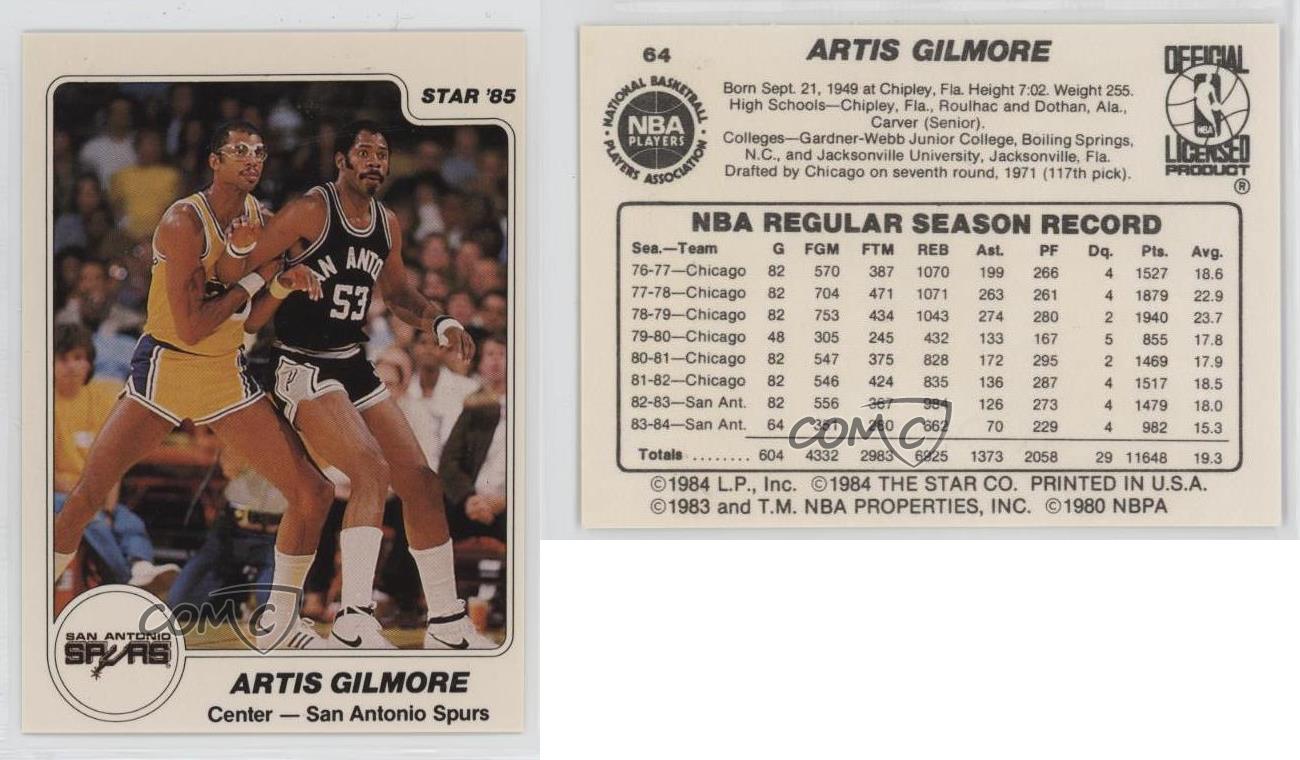 STAR '85
SAN ANTO
53
SAN ANTONIO
SPURS
COMC
ARTIS GILMORE
Center — San Antonio Spurs
64
ARTIS GILMORE
NATIONAL BASKETBALL
NBA
PLAYERS
PLAYERS ASSOCIATION
Born Sept. 21, 1949 at Chipley, Fla. Height 7:02. Weight 255.
High Schools—Chipley, Fla., Roulhac and Dothan, Ala.,
Carver (Senior).
Colleges—Gardner-Webb Junior College, Boiling Springs,
N.C., and Jacksonville University, Jacksonville, Fla.
Drafted by Chicago on seventh round, 1971 (117th pick).
OFFICIAL
NBA
LICENSED
PRODUCT
®
NBA REGULAR SEASON RECORD
Sea.—Team G FGM FTM REB Ast. PF Dq. Pts. Avg.
76-77—Chicago 82 570 387 1070 199 266 4 1527 18.6
77-78—Chicago 82 704 471 1071 263 261 4 1879 22.9
78-79—Chicago 82 753 434 1043 274 280 2 1940 23.7
79-80—Chicago 48 305 245 432 133 167 5 855 17.8
80-81—Chicago 82 547 375 828 172 295 2 1469 17.9
81-82—Chicago 82 546 424 835 136 287 4 1517 18.5
82-83—San Ant. 82 556 367 984 126 273 4 1479 18.0
83-84—San Ant. 64 351 280 662 70 229 4 982 15.3
Totals ........ 604 4332 2983 6925 1373 2058 29 11648 19.3
COMC
©1984 L.P., Inc. ©1984 THE STAR CO. PRINTED IN U.S.A.
©1983 and T.M. NBA PROPERTIES, INC. ©1980 NBPA